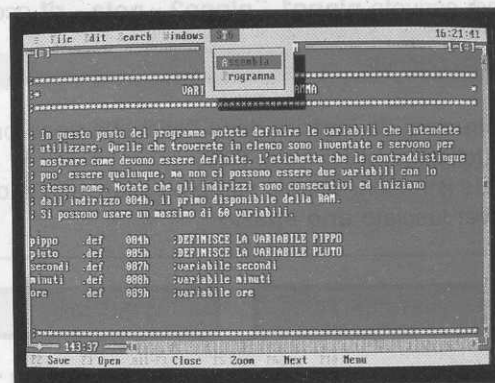 File Edit Search Windows ST6 16:21:41
Assembla
Programma
; In questo punto del programma potete definire le variabili che intendete
; utilizzare. Quelle che troverete in elenco sono inventate e servono per
; mostrare come devono essere definite. L'etichetta che le contraddistingue
; puo' essere qualunque, ma non ci possono essere due variabili con lo
; stesso nome. Notate che gli indirizzi sono consecutivi ed iniziano
; dall'indirizzo 084h, il primo disponibile della RAM.
; Si possono usare un massimo di 60 variabili.
pippo .def 084h ;DEFINISCE LA VARIABILE PIPPO
pluto .def 085h ;DEFINISCE LA VARIABILE PLUTO
secondi .def 087h ;variabile secondi
minuti .def 088h ;variabile minuti
ore .def 089h ;variabile ore
143:37
F2 Save F3 Open Close Zoom Next F10 Menu